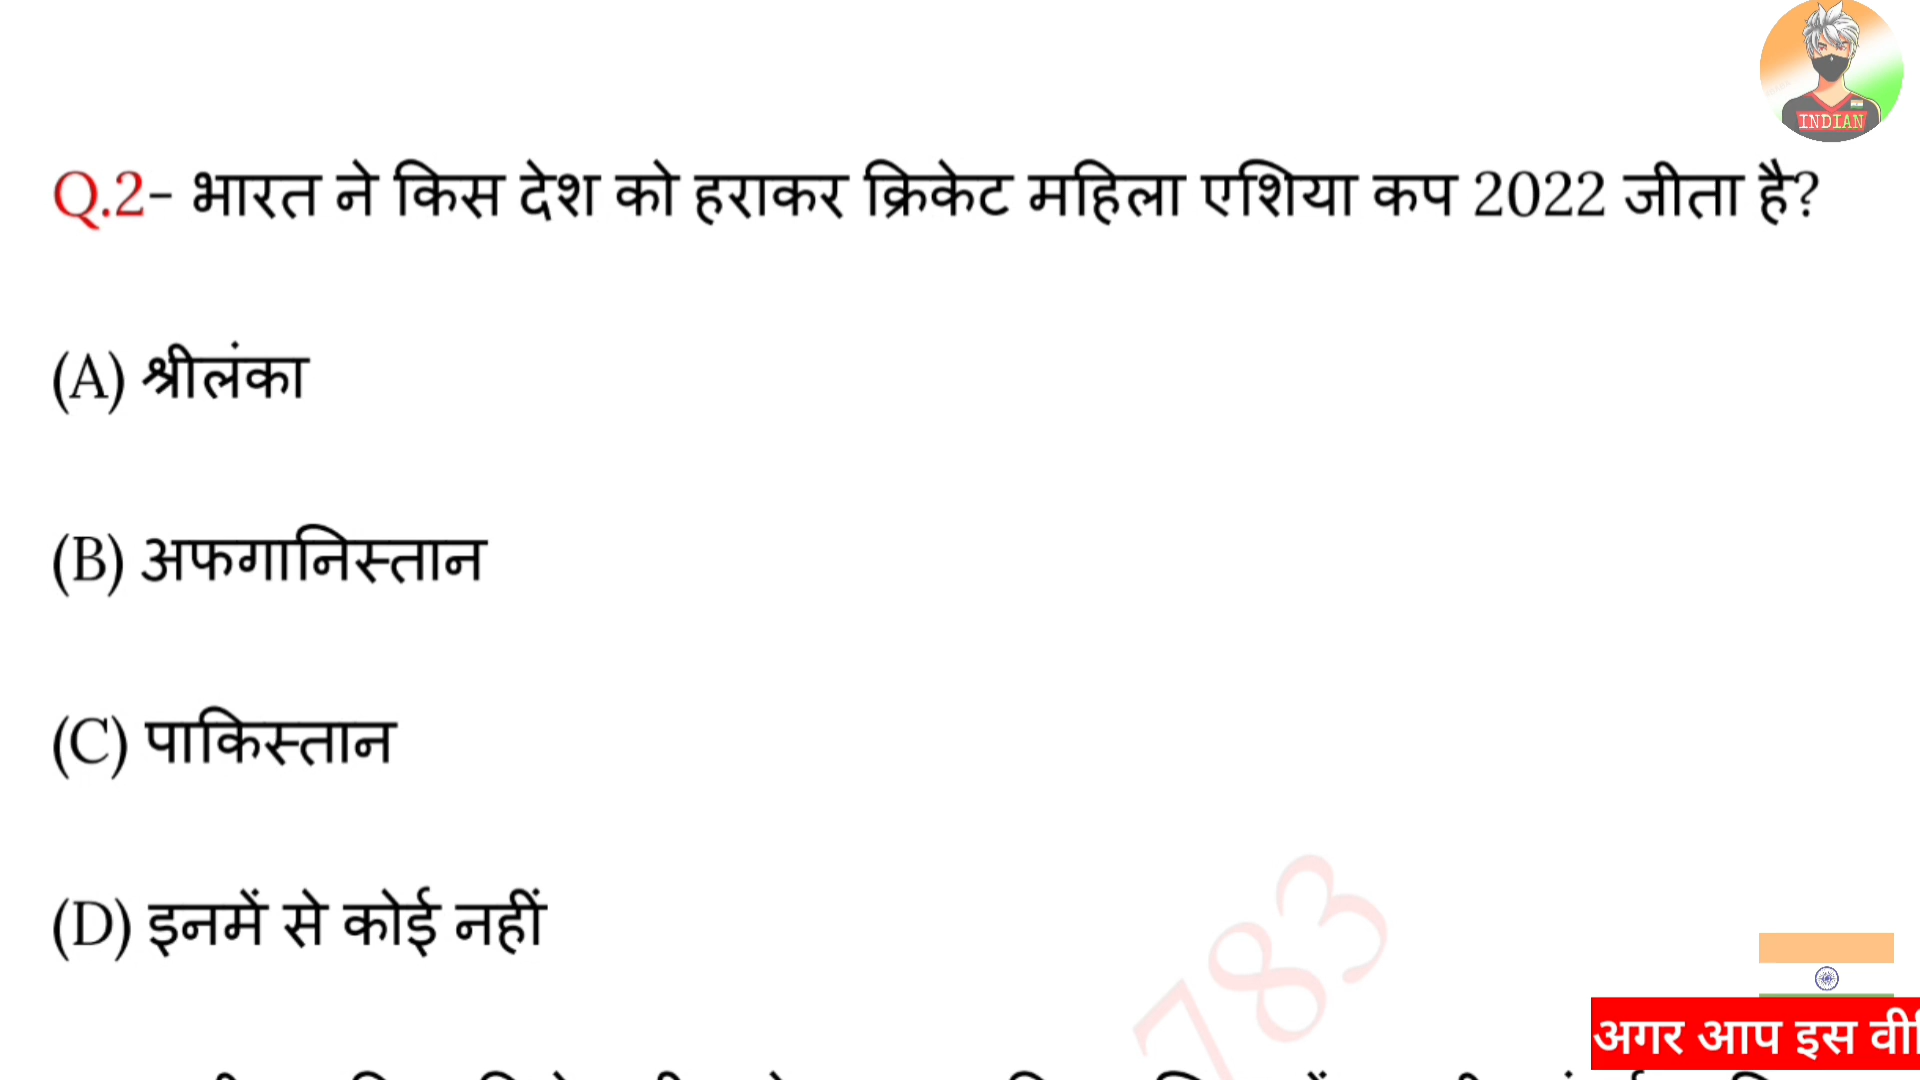 INDIAN
Q.2- भारत ने किस देश को हराकर क्रिकेट महिला एशिया कप 2022 जीता है?
(A) श्रीलंका
(B) अफगानिस्तान
(C) पाकिस्तान
(D) इनमें से कोई नहीं
783
अगर आप इस